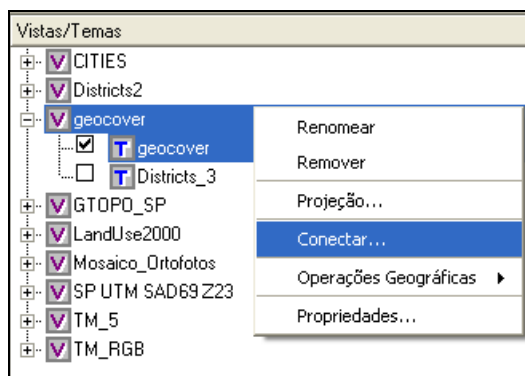 Vistas/Temas
V CITIES
V Districts2
V geocover
T geocover
T Districts_3
V GTOPO_SP
V LandUse2000
V Mosaico_Ortofotos
V SP UTM SAD69 Z23
V TM_5
V TM_RGB
Renomear
Remover
Projeção...
Conectar...
Operações Geográficas
Propriedades...